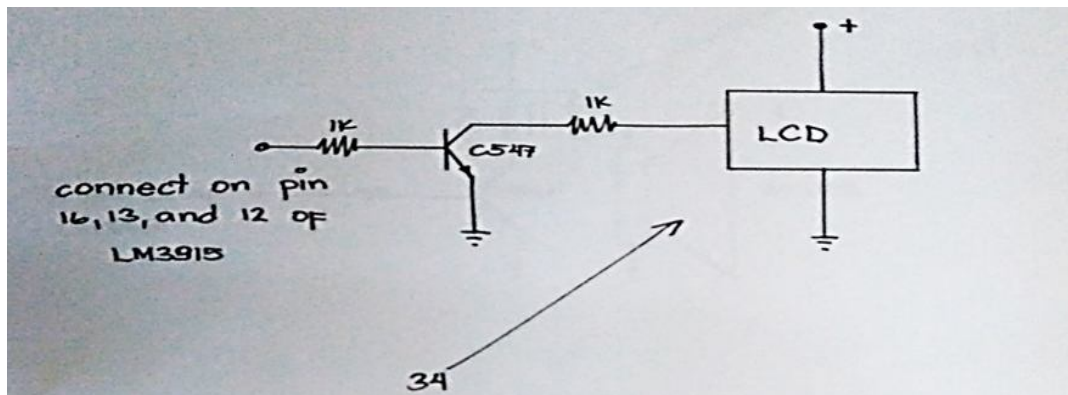 +
1K
LCD
1K
C547
connect on pin
16, 13, and 12 of
LM3915
34